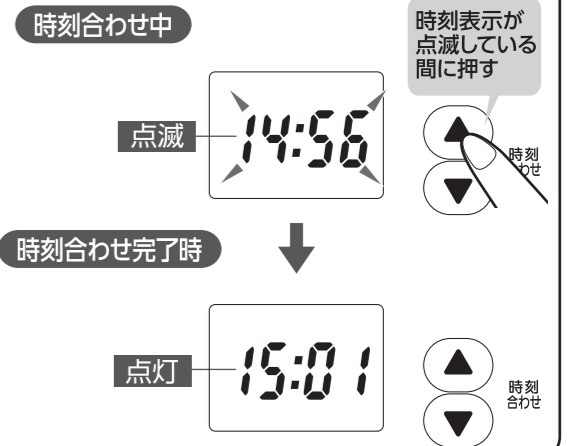 時刻合わせ中
時刻表示が
点滅している
間に押す
点滅
14:56
時刻
わせ
時刻合わせ完了時
点灯
15:01
時刻
合わせ